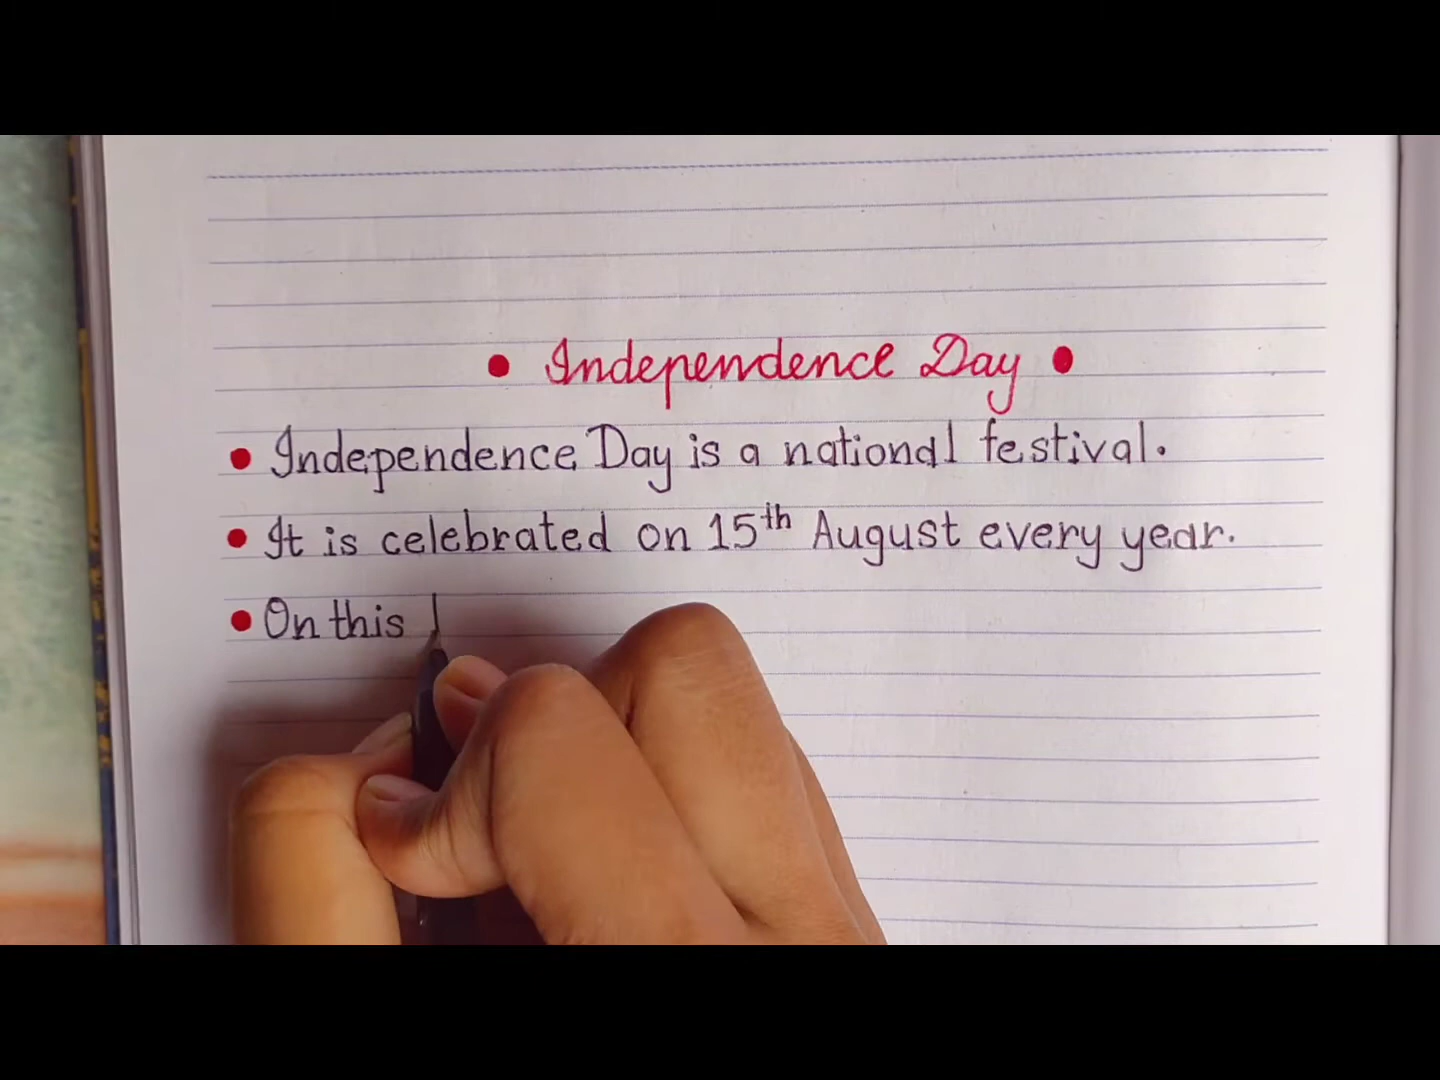 • Independence Day •
• Independence Day is a national festival.
• It is celebrated on 15th August every year.
• On this